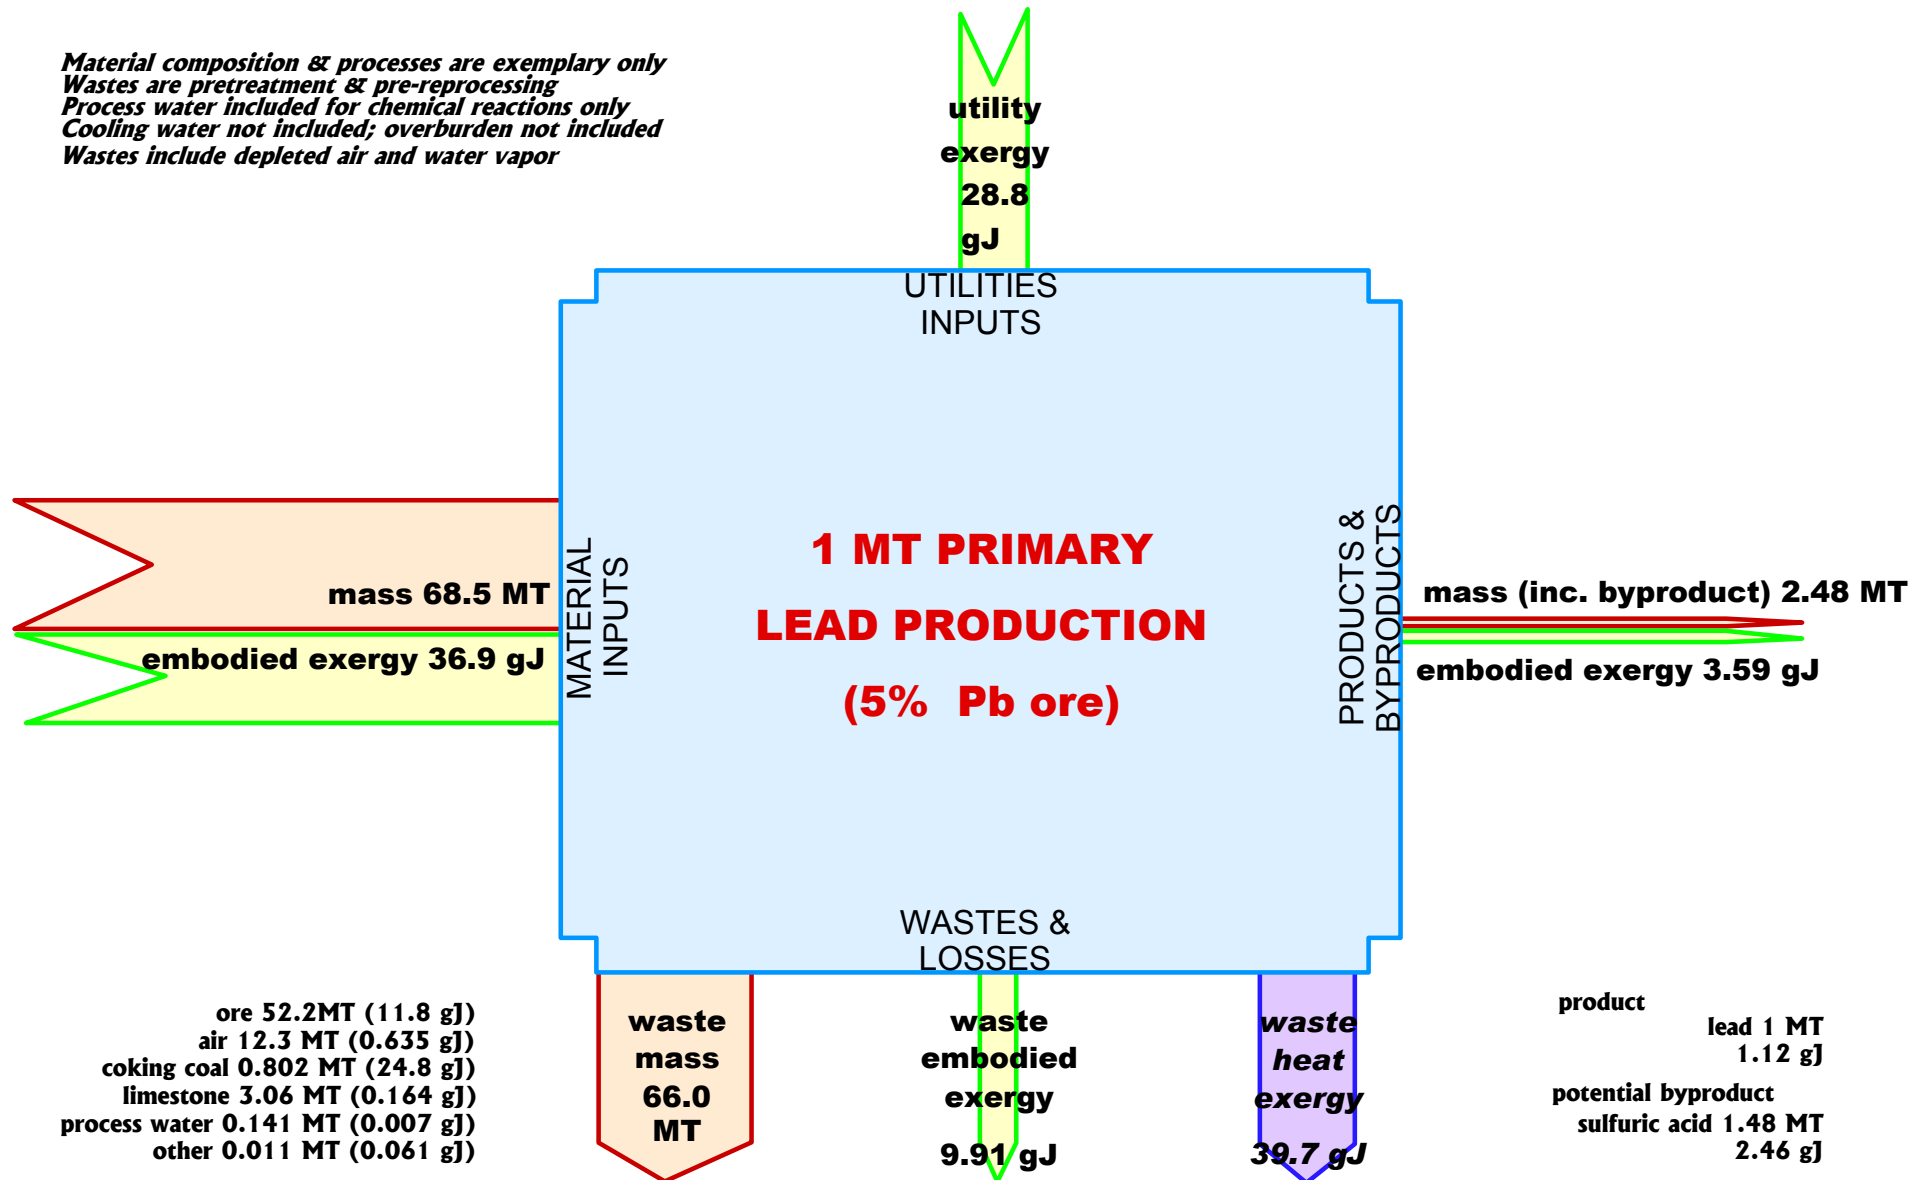 Material composition & processes are exemplary only
Wastes are pretreatment & pre-reprocessing
Process water included for chemical reactions only
Cooling water not included; overburden not included
Wastes include depleted air and water vapor
utility
exergy
28.8
gJ
UTILITIES
INPUTS
mass 68.5 MT
embodied exergy 36.9 gJ
MATERIAL
INPUTS
1 MT PRIMARY
LEAD PRODUCTION
(5% Pb ore)
PRODUCTS &
BYPRODUCTS
mass (inc. byproduct) 2.48 MT
embodied exergy 3.59 gJ
WASTES &
LOSSES
ore 52.2MT (11.8 gJ)
air 12.3 MT (0.635 gJ)
coking coal 0.802 MT (24.8 gJ)
limestone 3.06 MT (0.164 gJ)
process water 0.141 MT (0.007 gJ)
other 0.011 MT (0.061 gJ)
waste
mass
66.0
MT
waste
embodied
exergy
9.91 gJ
waste
heat
exergy
39.7 gJ
product
lead 1 MT
1.12 gJ
potential byproduct
sulfuric acid 1.48 MT
2.46 gJ